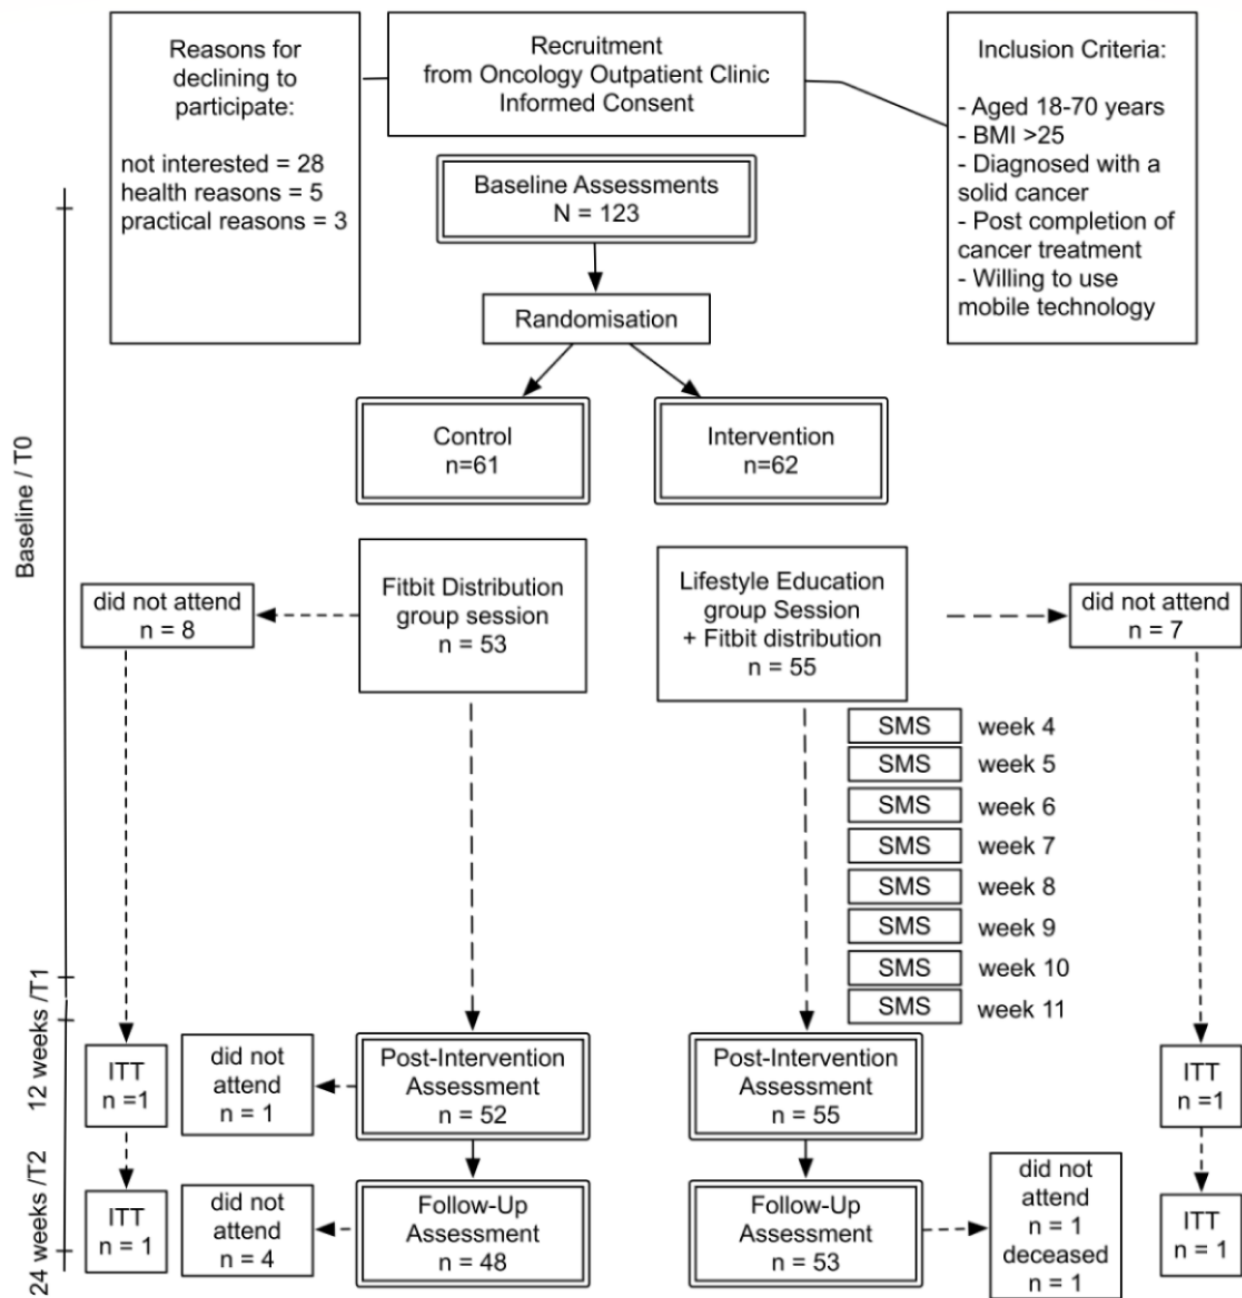 Reasons for
declining to
participate:
not interested = 28
health reasons = 5
practical reasons = 3
Recruitment
from Oncology Outpatient Clinic
Informed Consent
Inclusion Criteria:
- Aged 18-70 years
- BMI >25
- Diagnosed with a
solid cancer
- Post completion of
cancer treatment
- Willing to use
mobile technology
Baseline Assessments
N = 123
Randomisation
Control
n=61
Intervention
n=62
Baseline / T0
did not attend
n = 8
Fitbit Distribution
group session
n = 53
Lifestyle Education
group Session
+ Fitbit distribution
n = 55
did not attend
n = 7
SMS week 4
SMS week 5
SMS week 6
SMS week 7
SMS week 8
SMS week 9
SMS week 10
SMS week 11
12 weeks /T1
ITT
n =1
did not
attend
n = 1
Post-Intervention
Assessment
n = 52
Post-Intervention
Assessment
n = 55
ITT
n =1
24 weeks /T2
ITT
n = 1
did not
attend
n = 4
Follow-Up
Assessment
n = 48
Follow-Up
Assessment
n = 53
did not
attend
n = 1
deceased
n = 1
ITT
n = 1